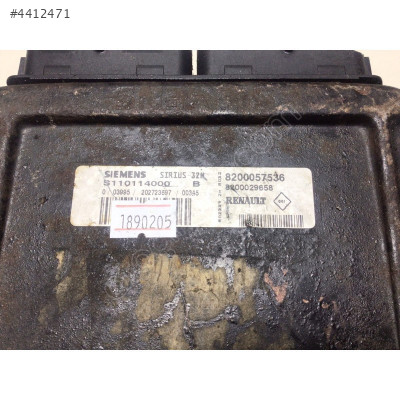 #4412471
SIEMENS SIRIUS 32N
S110114000 B
8200057536
8200029658
RENAULT
1890205